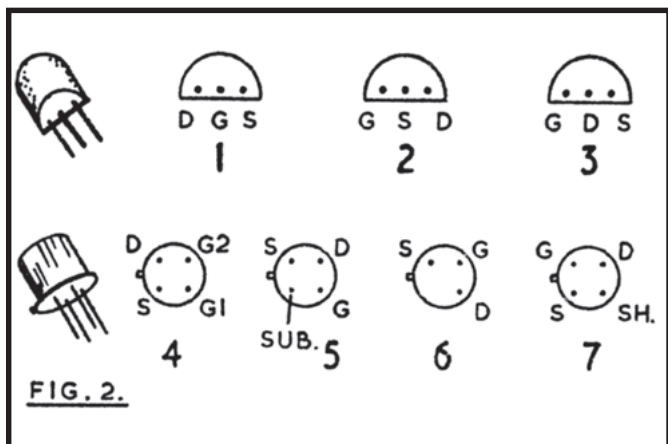 D G S G S D G D S
1 2 3
D G2 S D S G G D
S G1 SUB. G D S SH.
4 5 6 7
FIG. 2.